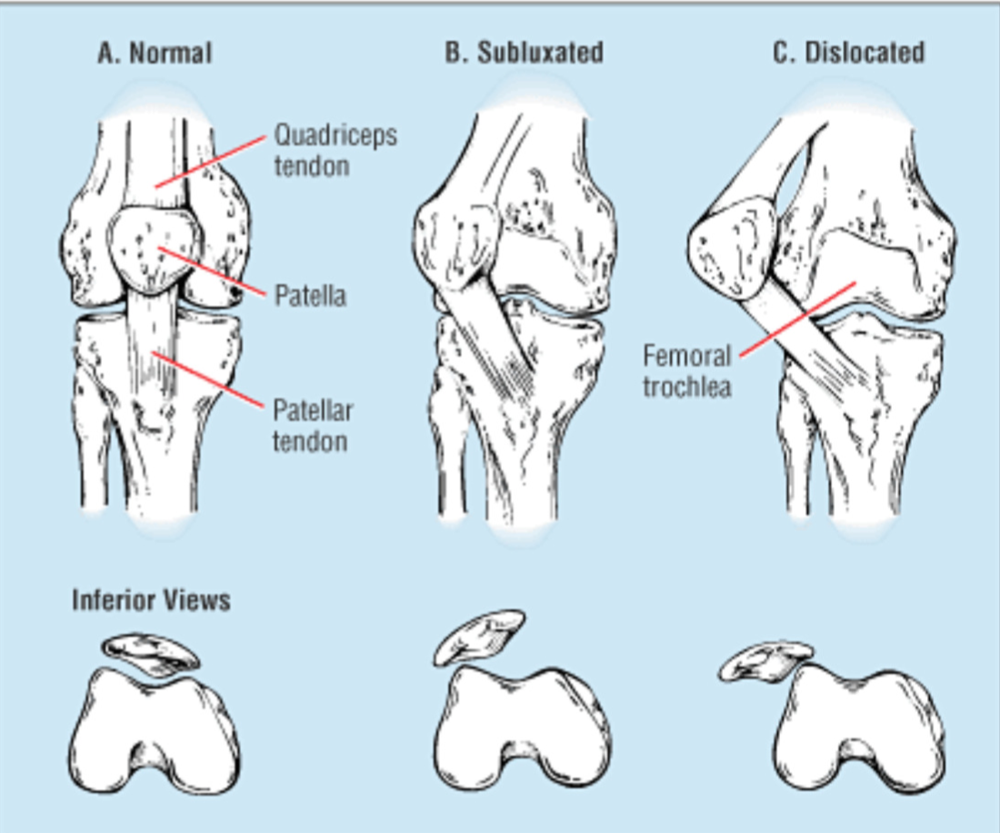 A. Normal
B. Subluxated
C. Dislocated
Quadriceps
tendon
Patella
Patellar
tendon
Femoral
trochlea
Inferior Views